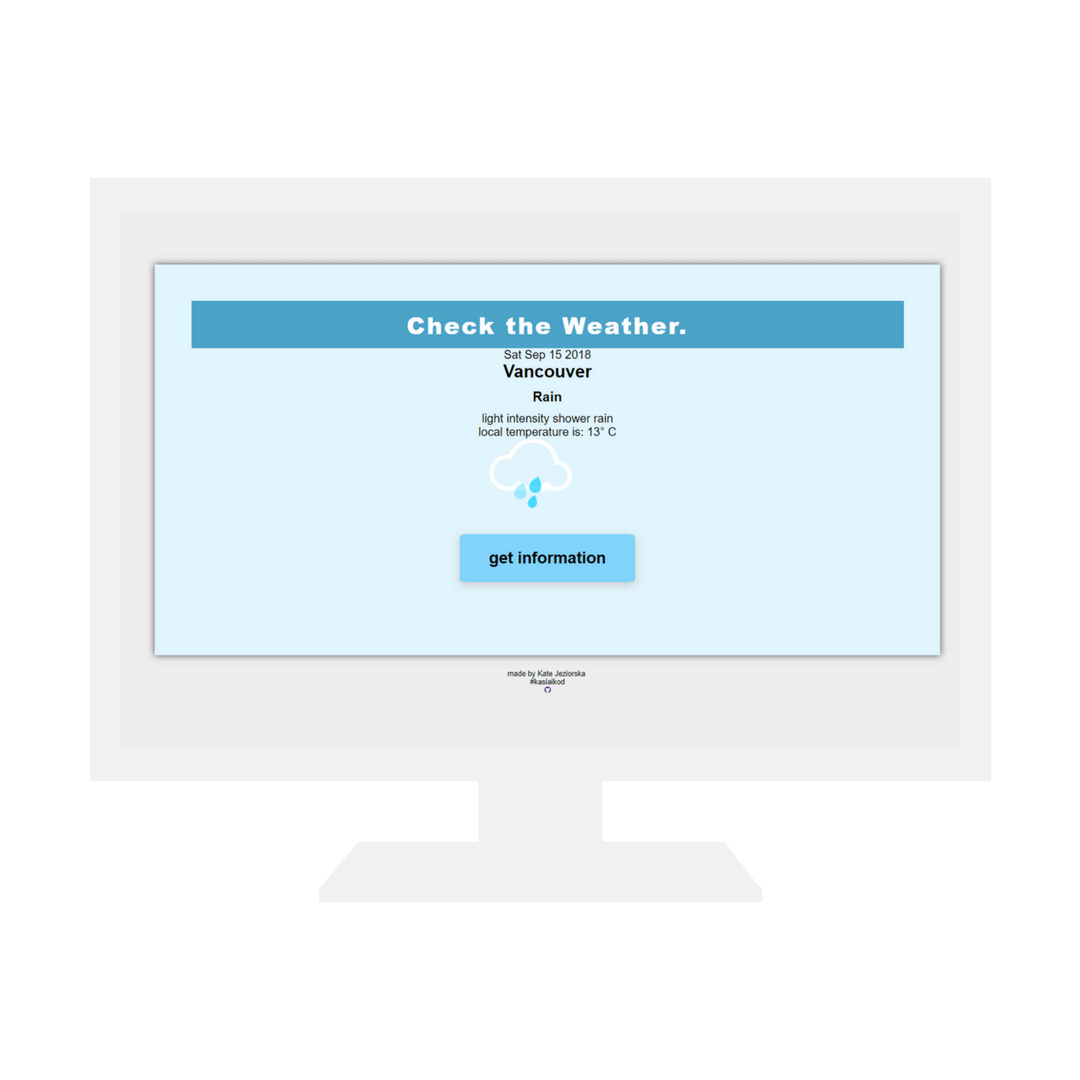 Check the Weather.
Sat Sep 15 2018
Vancouver
Rain
light intensity shower rain
local temperature is: 13° C
get information
made by Kate Jeziorska
#kasiaikod